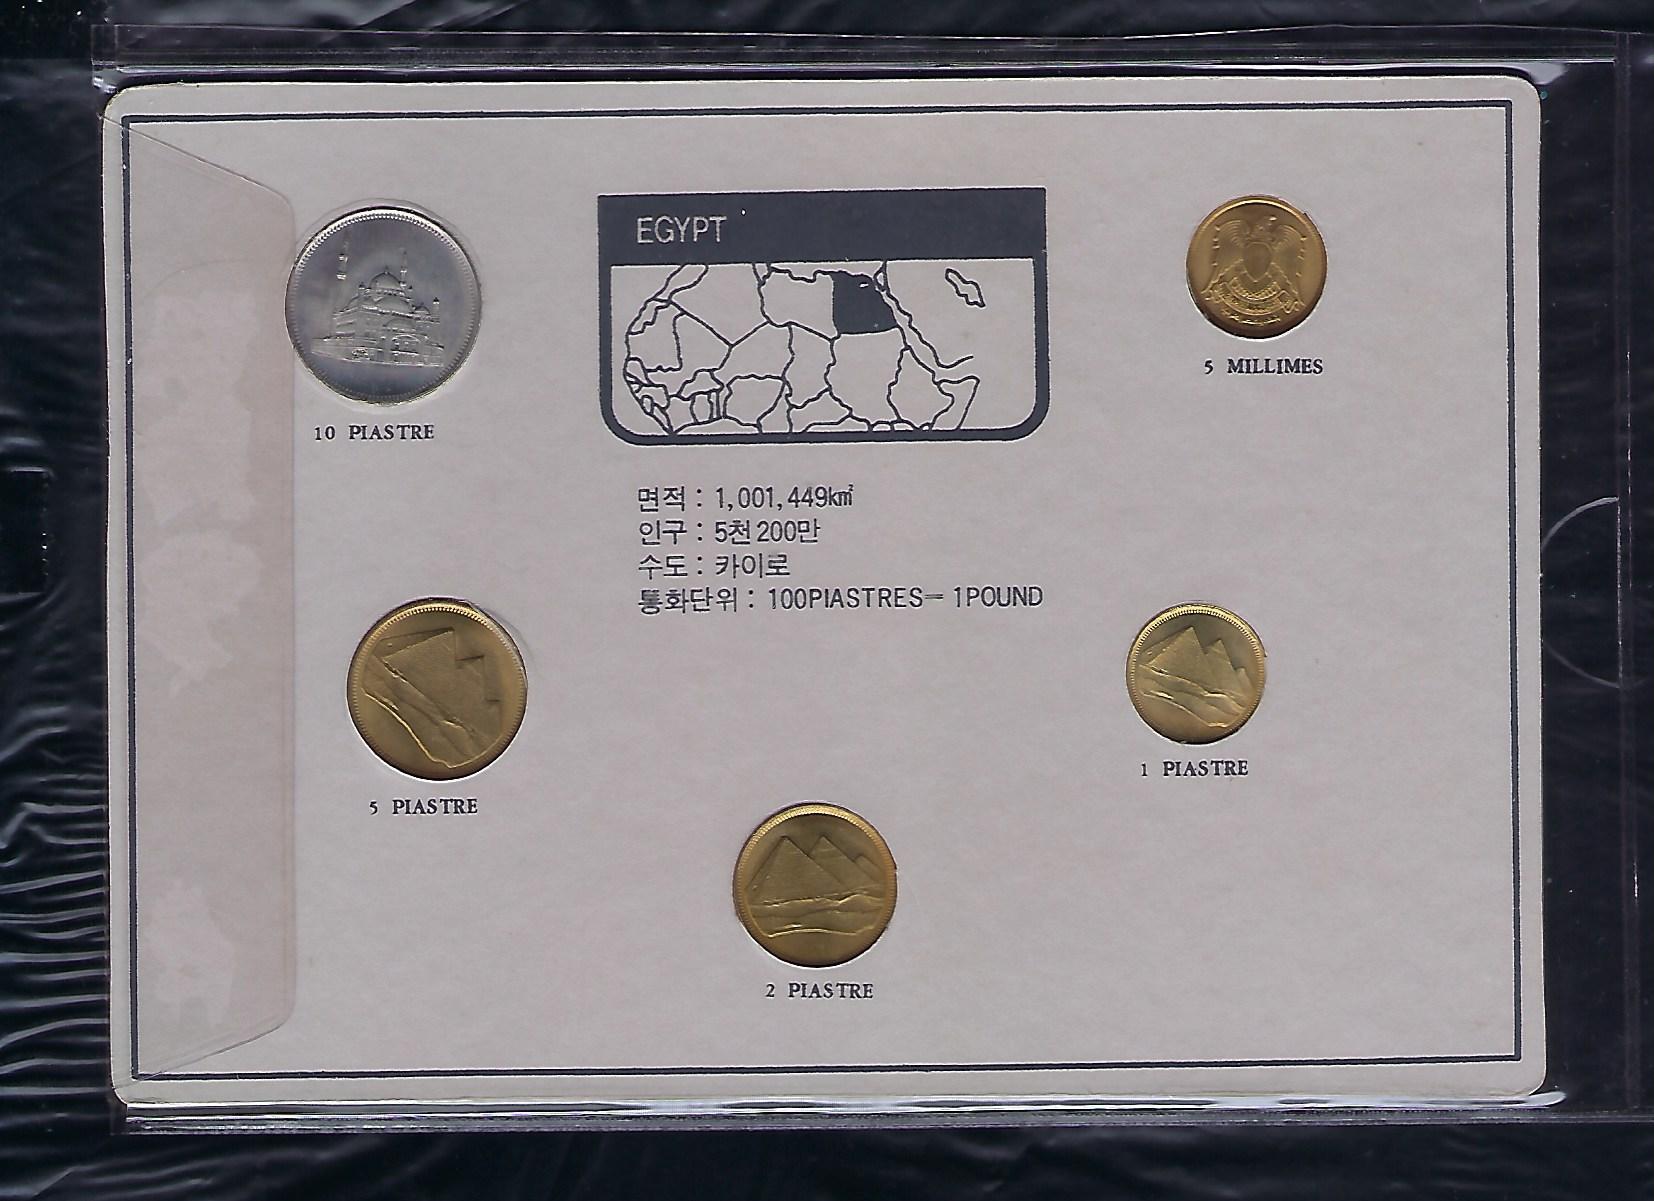 EGYPT
5 MILLIMES
10 PIASTRE
면적 : 1,001,449㎢
인구 : 5천200만
수도 : 카이로
통화단위 : 100PIASTRES= 1POUND
1 PIASTRE
5 PIASTRE
2 PIASTRE